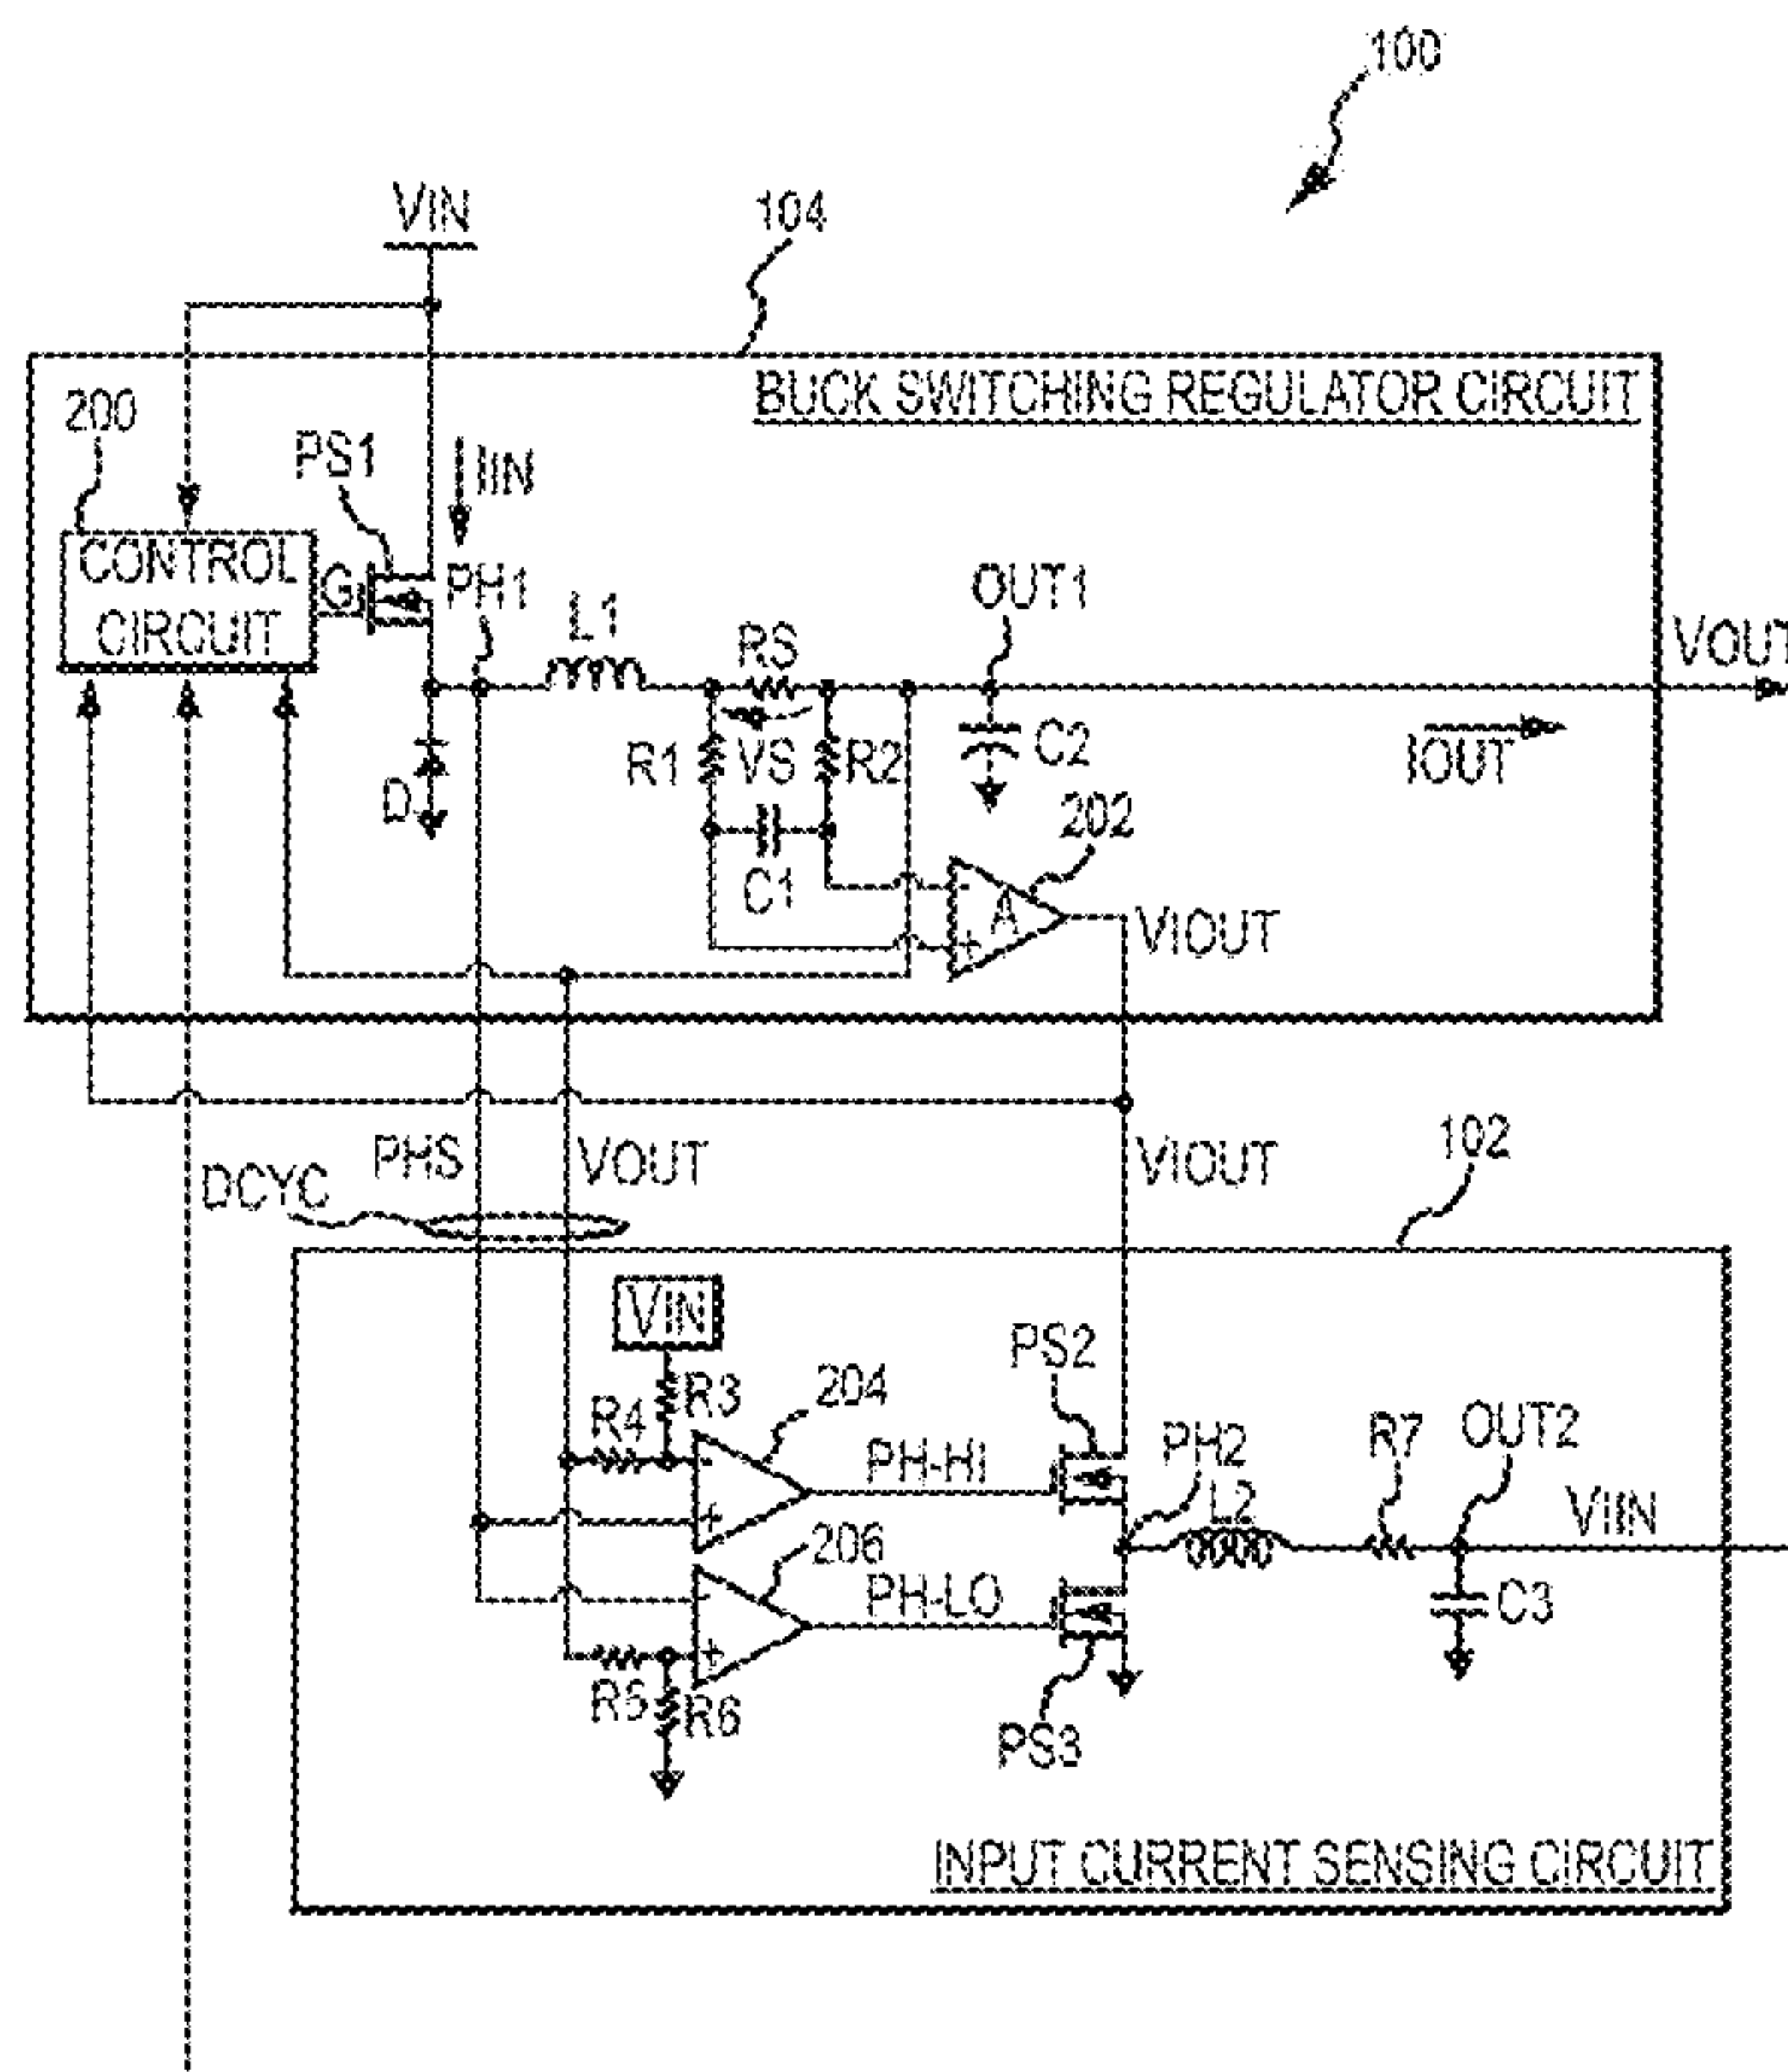 100
VIN
104
BUCK SWITCHING REGULATOR CIRCUIT
200
PS1
IIN
CONTROL
CIRCUIT
G
PH1
L1
RS
OUT1
VOUT
R1
VS
R2
C2
IOUT
D
C1
202
A
-
+
VIOUT
PHS
VOUT
VIOUT
102
DCYC
VIN
PS2
R3
204
R4
PH-HI
PH2
R7
OUT2
-
+
L2
VIIN
206
PH-LO
C3
-
+
R5
R6
PS3
INPUT CURRENT SENSING CIRCUIT